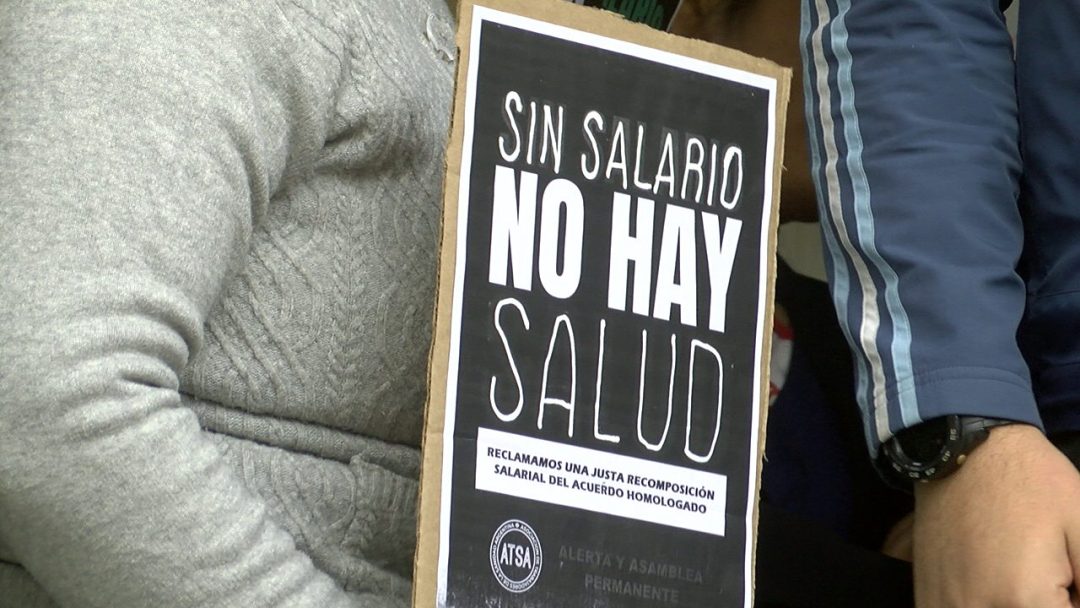 SIN SALARIO
NO HAY
SALUD
RECLAMAMOS UNA JUSTA RECOMPOSICIÓN
SALARIAL DEL ACUERDO HOMOLOGADO
ATSA
ALERTA Y ASAMBLEA
PERMANENTE